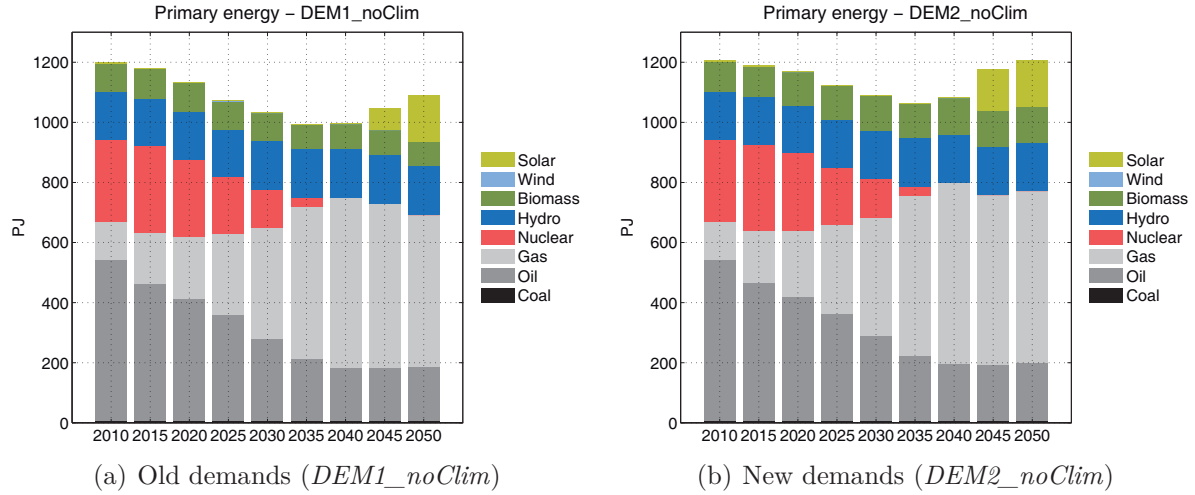 Primary energy – DEM1_noClim
1200
1000
800
600
400
200
0
PJ
2010 2015 2020 2025 2030 2035 2040 2045 2050
Solar
Wind
Biomass
Hydro
Nuclear
Gas
Oil
Coal
(a) Old demands (DEM1_noClim)
Primary energy – DEM2_noClim
1200
1000
800
600
400
200
0
PJ
2010 2015 2020 2025 2030 2035 2040 2045 2050
Solar
Wind
Biomass
Hydro
Nuclear
Gas
Oil
Coal
(b) New demands (DEM2_noClim)